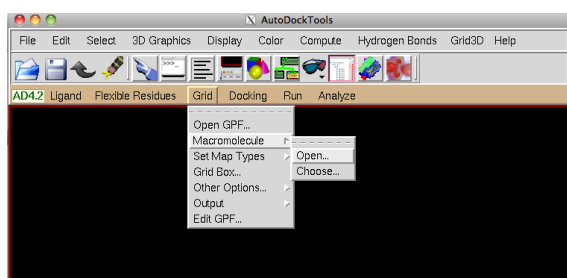 AutoDockTools
File Edit Select 3D Graphics Display Color Compute Hydrogen Bonds Grid3D Help
AD4.2 Ligand Flexible Residues Grid Docking Run Analyze
Open GPF...
Macromolecule
Set Map Types
Grid Box...
Other Options...
Output
Edit GPF...
Open...
Choose...